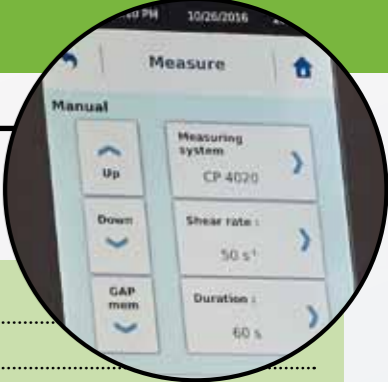 PM 10/26/2016
Measure
Manual
Up
Measuring
system
CP 4020
Down
Shear rate :
50 s⁻¹
GAP
mem
Duration :
60 s